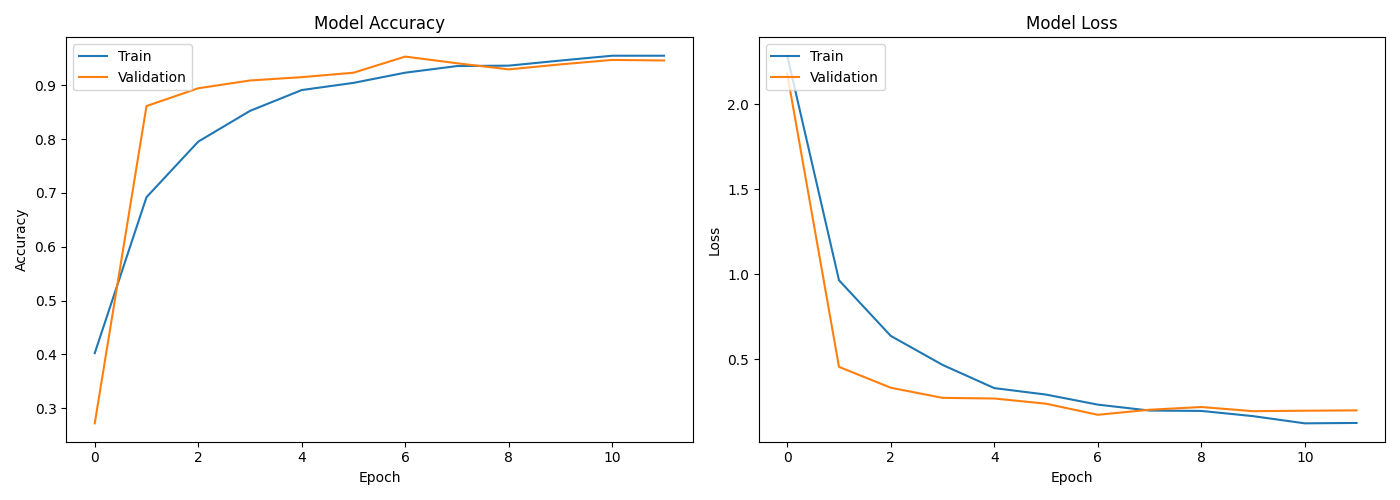 Model Accuracy
Train
Validation
0.9
0.8
0.7
0.6
0.5
0.4
0.3
Accuracy
0 2 4 6 8 10
Epoch
Model Loss
Train
Validation
2.0
1.5
1.0
0.5
Loss
0 2 4 6 8 10
Epoch